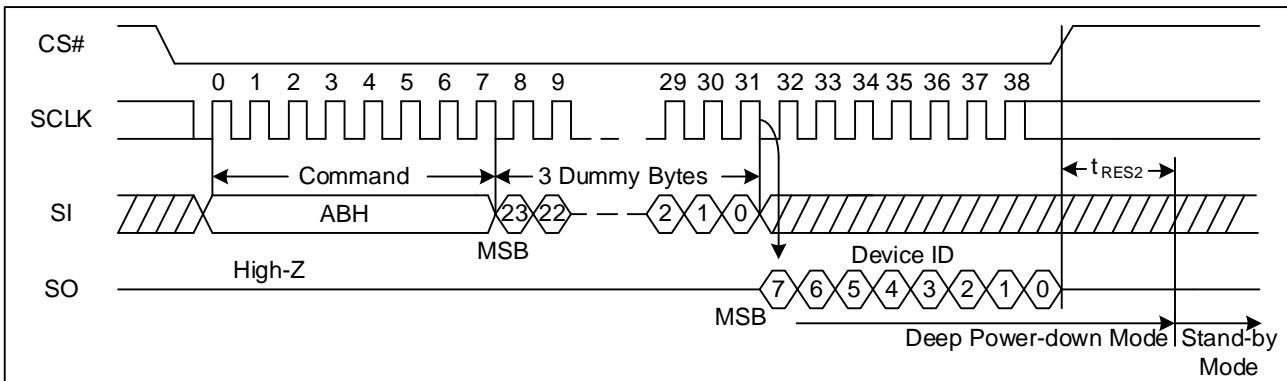 CS#
0 1 2 3 4 5 6 7 8 9 29 30 31 32 33 34 35 36 37 38
SCLK
Command 3 Dummy Bytes tRES2
SI ABH 23 22 2 1 0
MSB
High-Z Device ID
SO 7 6 5 4 3 2 1 0
MSB
Deep Power-down Mode Stand-by
Mode